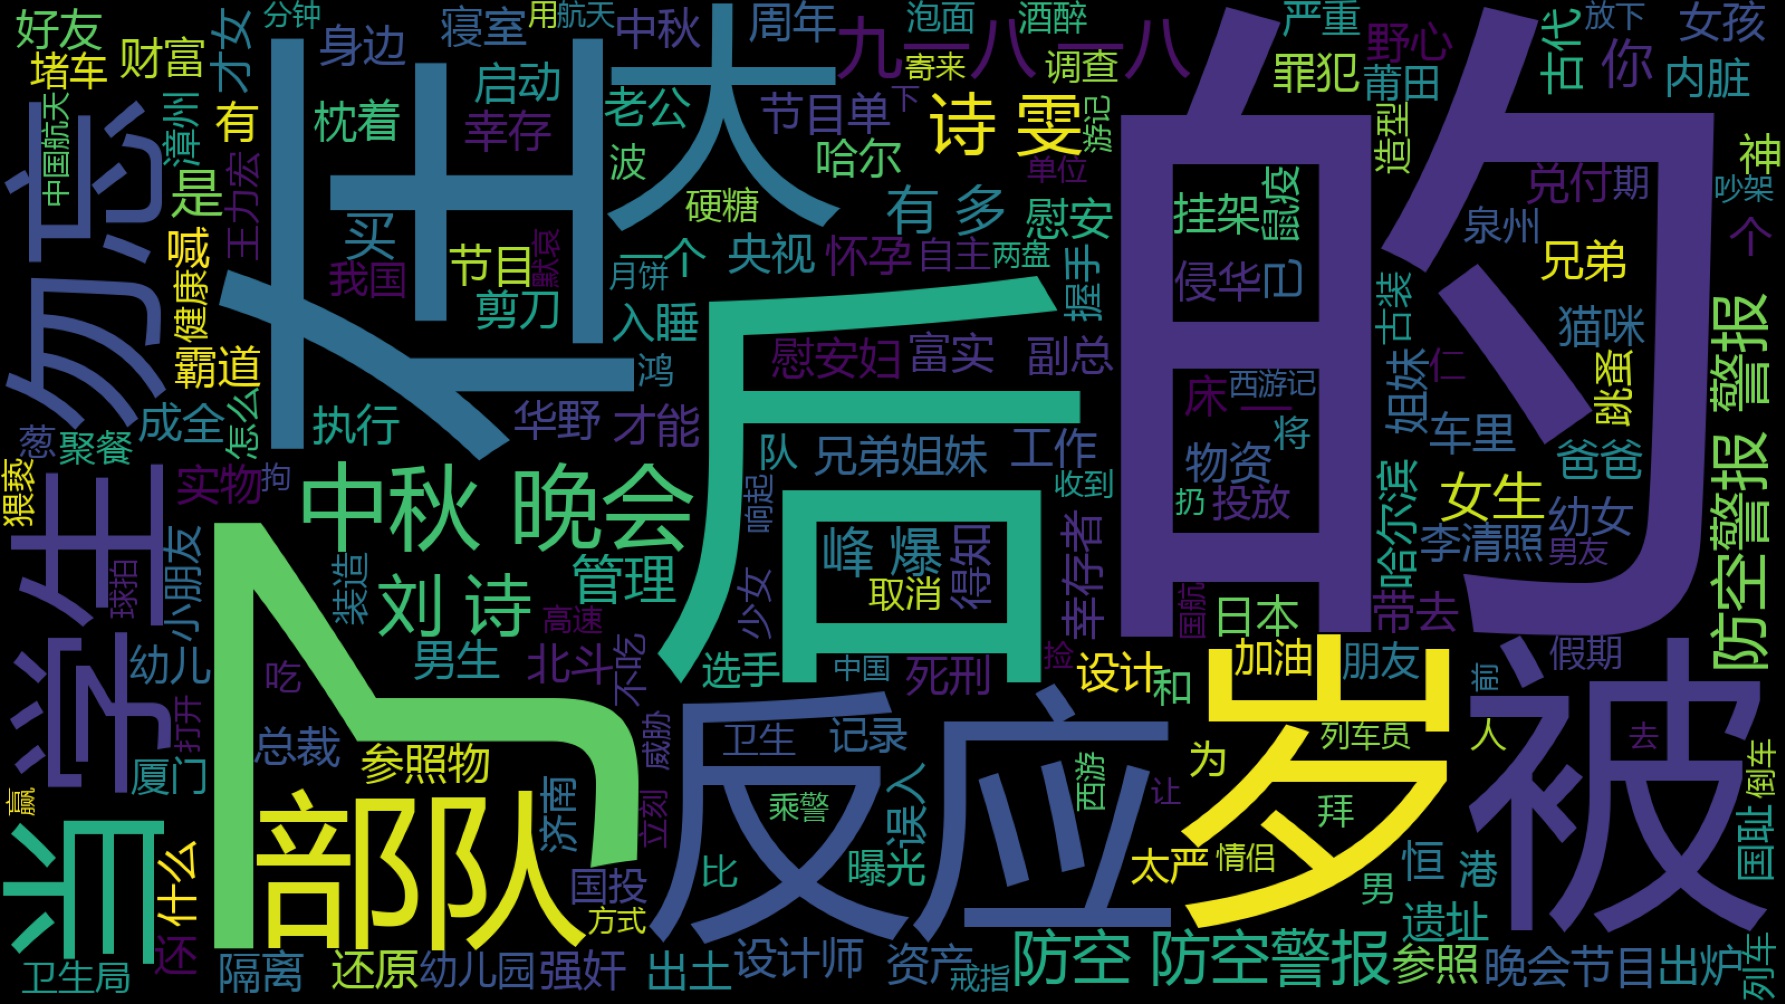 好友
堵车
财富
才女
分钟
身边
寝室
用
航天
中秋
大
周年
泡面
酒醉
九一八
一八
寄来
调查
严重
野心
罪犯
莆田
古代
放下
你
女孩
内脏
勿忘
中国航天
漳州
有
枕着
启动
幸存
老公
节目单
下
诗 雯
游记
造型
神
是
王力宏
在
波
哈尔
单位
的
兑付
期
吵架
喊
买
硬糖
有 多
慰安
挂架
鼠疫
泉州
个
健康
我国
节目
默哀
一个
央视
怀孕
自主
两盘
握手
侵华
已
兄弟
霸道
剪刀
月饼
入睡
后
古装
猫咪
防空警报 警报
鸿
慰安妇
富实
副总
床 一
西游记
姐妹
仁
跳蚤
成全
怎么
执行
华野
才能
将
车里
葱
聚餐
队
兄弟姐妹
工作
物资
爸爸
猥亵
学生
实物
拘
中秋 晚会
响起
收到
扔
投放
哈尔滨
女生
幼女
李清照
男友
球拍
小朋友
装造
刘 诗
管理
峰 爆
取消
得知
幸存者
国航
日本
带去
高速
少女
幼儿
吃
男生
北斗
不吃
选手
中国
死刑
捡
设计
和
加油
朋友
假期
前
被
打开
厦门
总裁
参照物
威胁
反应
卫生
记录
西游
为
岁
列车员
人
去
倒车
赢
当
什么
部队
济南
立刻
乘警
误入
让
拜
国耻
比
曝光
太严
情侣
恒
港
还
国投
方式
男
遗址
卫生局
隔离
还原
幼儿园
强奸
出土
设计师
资产
戒指
防空 防空警报
参照
晚会节目
出炉
列车